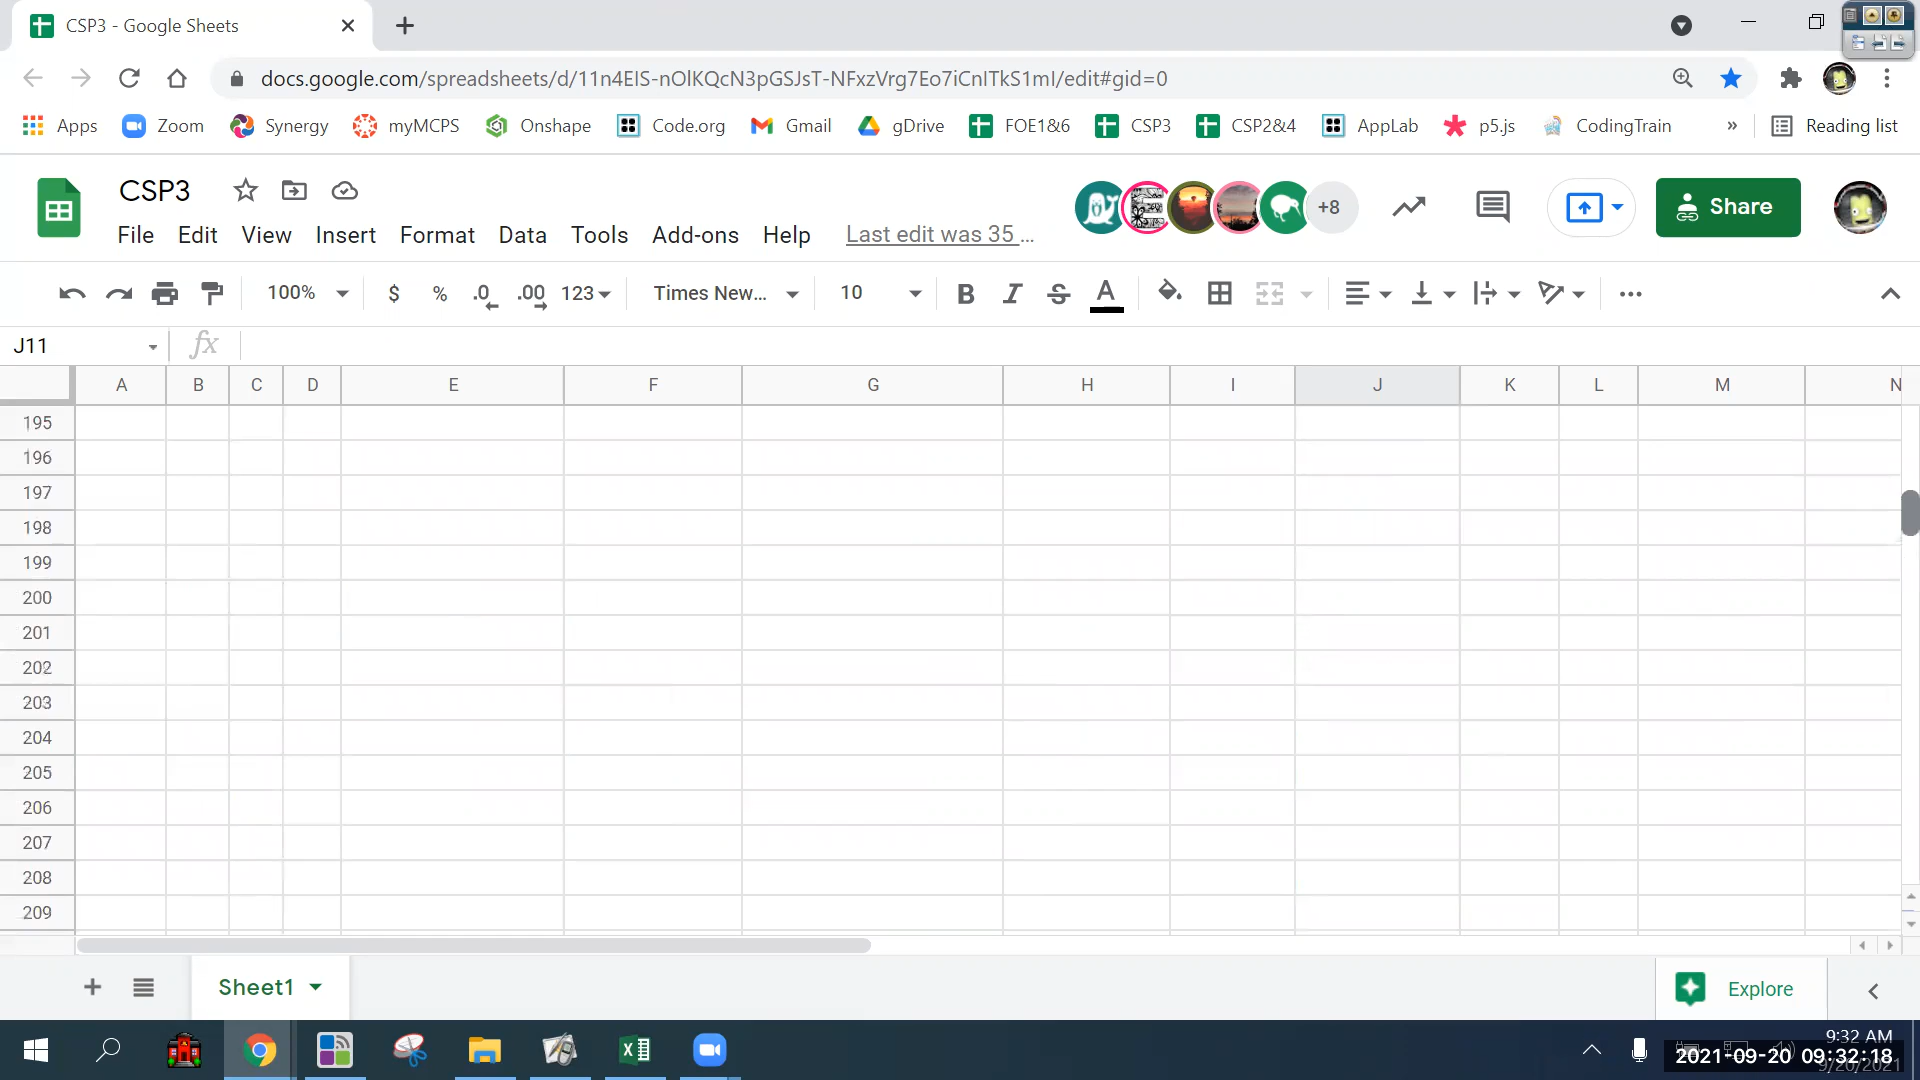 CSP3 - Google Sheets
docs.google.com/spreadsheets/d/11n4EIS-nOlKQcN3pGSJsT-NFxzVrg7Eo7iCnITkS1mI/edit#gid=0
Apps Zoom Synergy myMCPS Onshape Code.org Gmail gDrive FOE1&6 CSP3 CSP2&4 AppLab p5.js CodingTrain » Reading list
CSP3
+8
Share
File Edit View Insert Format Data Tools Add-ons Help Last edit was 35 ...
100% $ % .0 .00 123 Times New... 10 B I S A
J11 fx
A B C D E F G H I J K L M N
195
196
197
198
199
200
201
202
203
204
205
206
207
208
209
Sheet1
Explore
9:32 AM
2021-09-20 09:32:18
9/20/2021